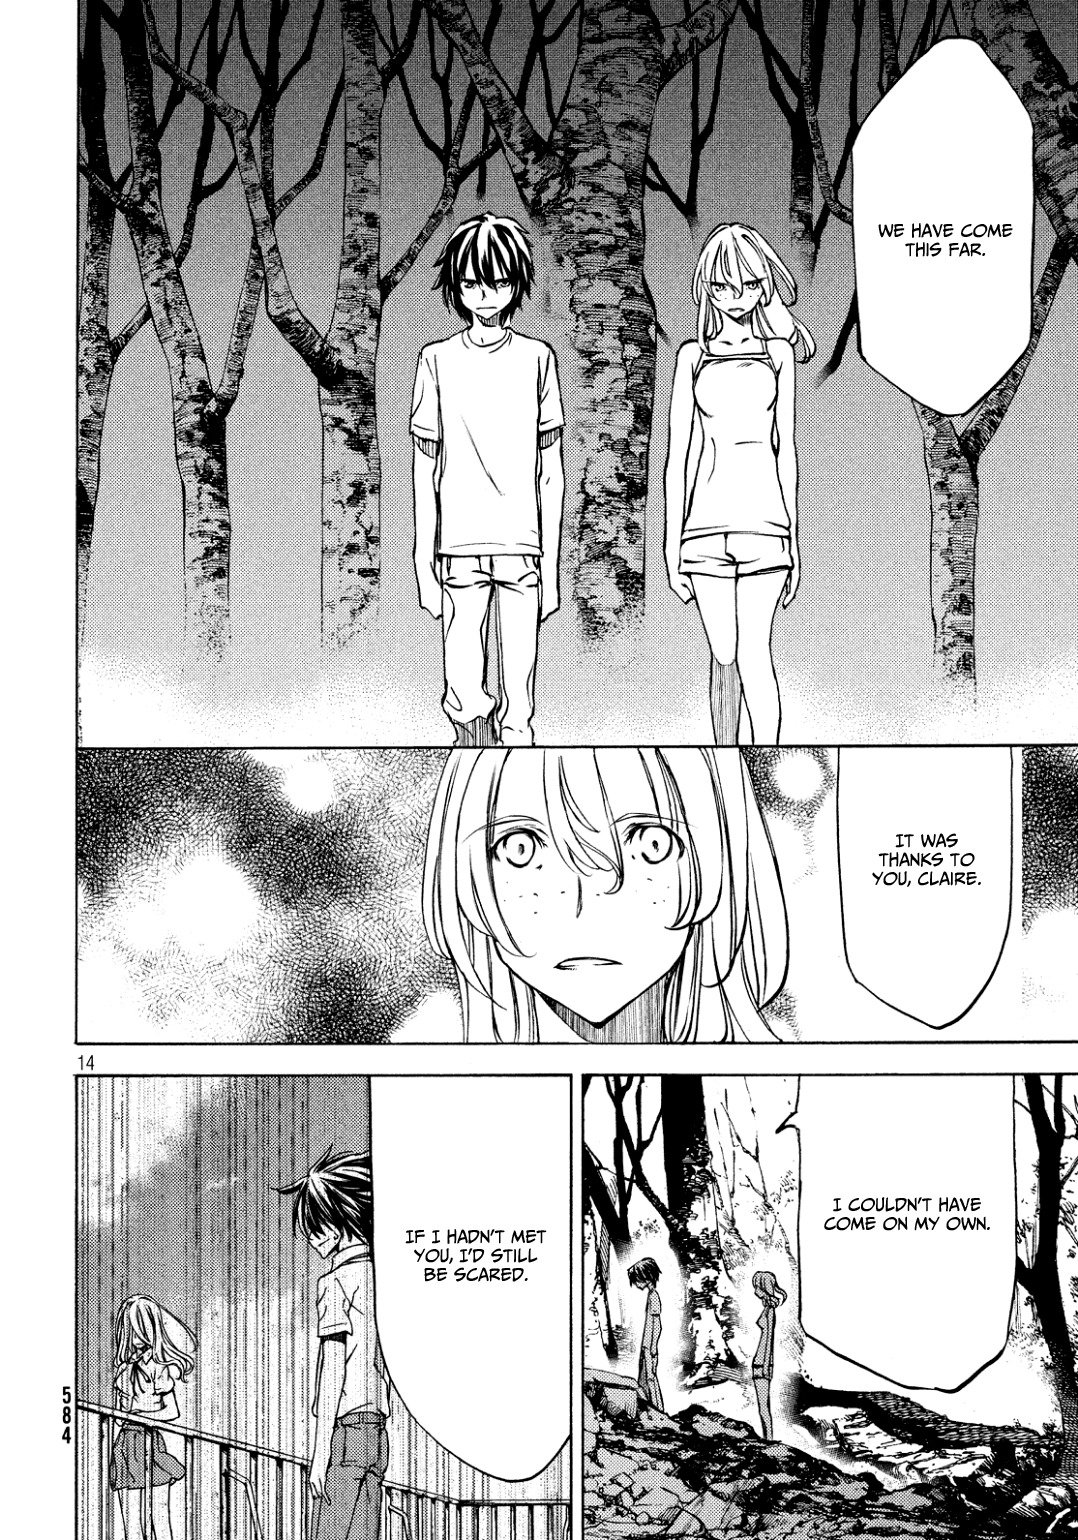 WE HAVE COME
THIS FAR.
IT WAS
THANKS TO
YOU, CLAIRE.
14
I COULDN'T HAVE
COME ON MY OWN.
IF I HADN'T MET
YOU, I'D STILL
BE SCARED.
584